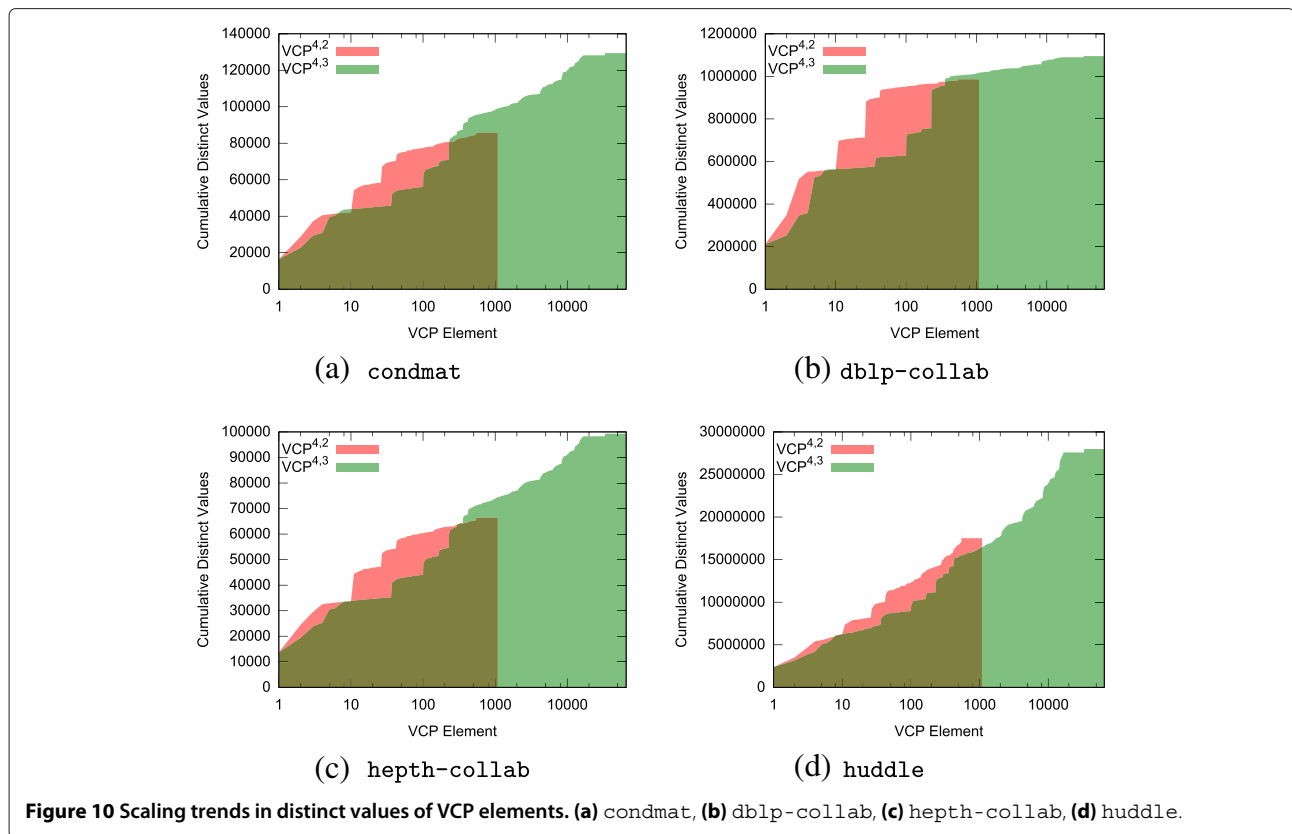 140000
120000
100000
80000
60000
40000
20000
0
Cumulative Distinct Values
VCP4,2
VCP4,3
1 10 100 1000 10000
VCP Element
(a) condmat
1200000
1000000
800000
600000
400000
200000
0
Cumulative Distinct Values
VCP4,2
VCP4,3
1 10 100 1000 10000
VCP Element
(b) dblp-collab
100000
90000
80000
70000
60000
50000
40000
30000
20000
10000
0
Cumulative Distinct Values
VCP4,2
VCP4,3
1 10 100 1000 10000
VCP Element
(c) hepth-collab
30000000
25000000
20000000
15000000
10000000
5000000
0
Cumulative Distinct Values
VCP4,2
VCP4,3
1 10 100 1000 10000
VCP Element
(d) huddle
Figure 10 Scaling trends in distinct values of VCP elements. (a) condmat, (b) dblp-collab, (c) hepth-collab, (d) huddle.